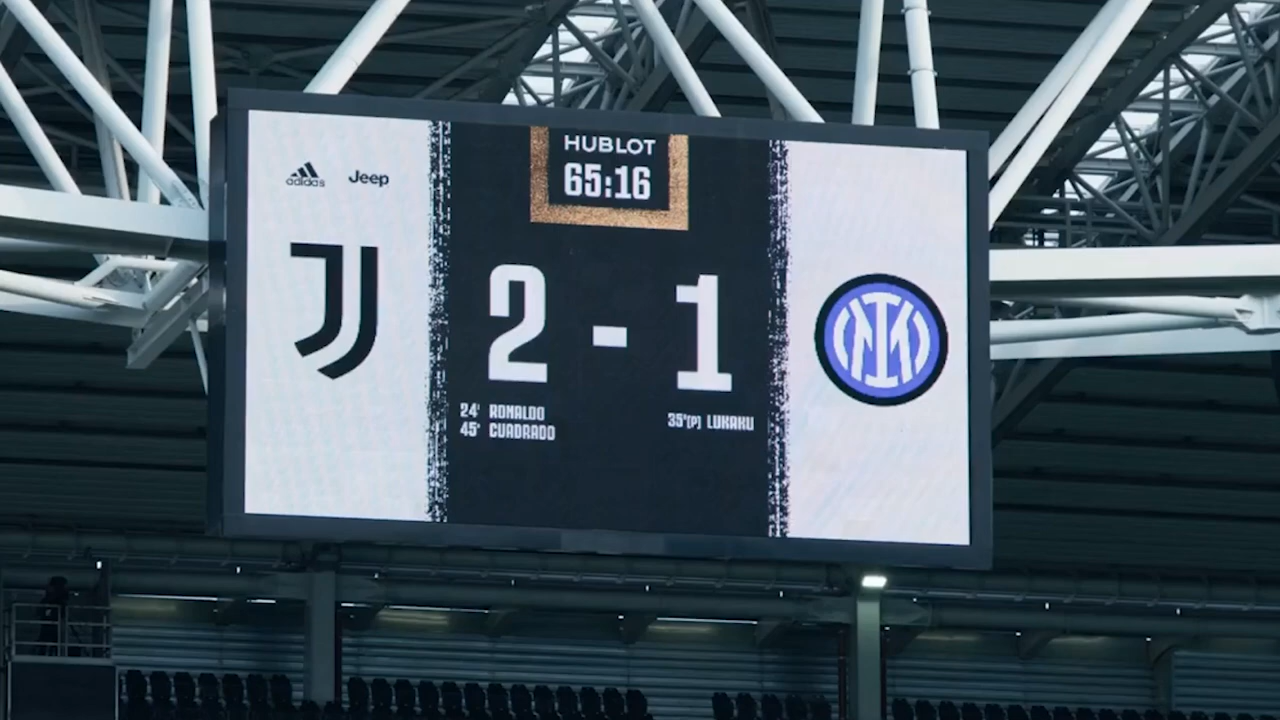 HUBLOT
65:16
adidas
Jeep
2 - 1
24' RONALDO
45' CUADRADO
35'[P] LUKAKU